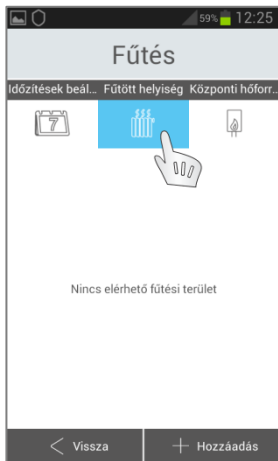 59% 12:25
Fűtés
Időzítések beál... Fűtött helyiség Központi hőforr...
7
Nincs elérhető fűtési terület
Vissza Hozzáadás